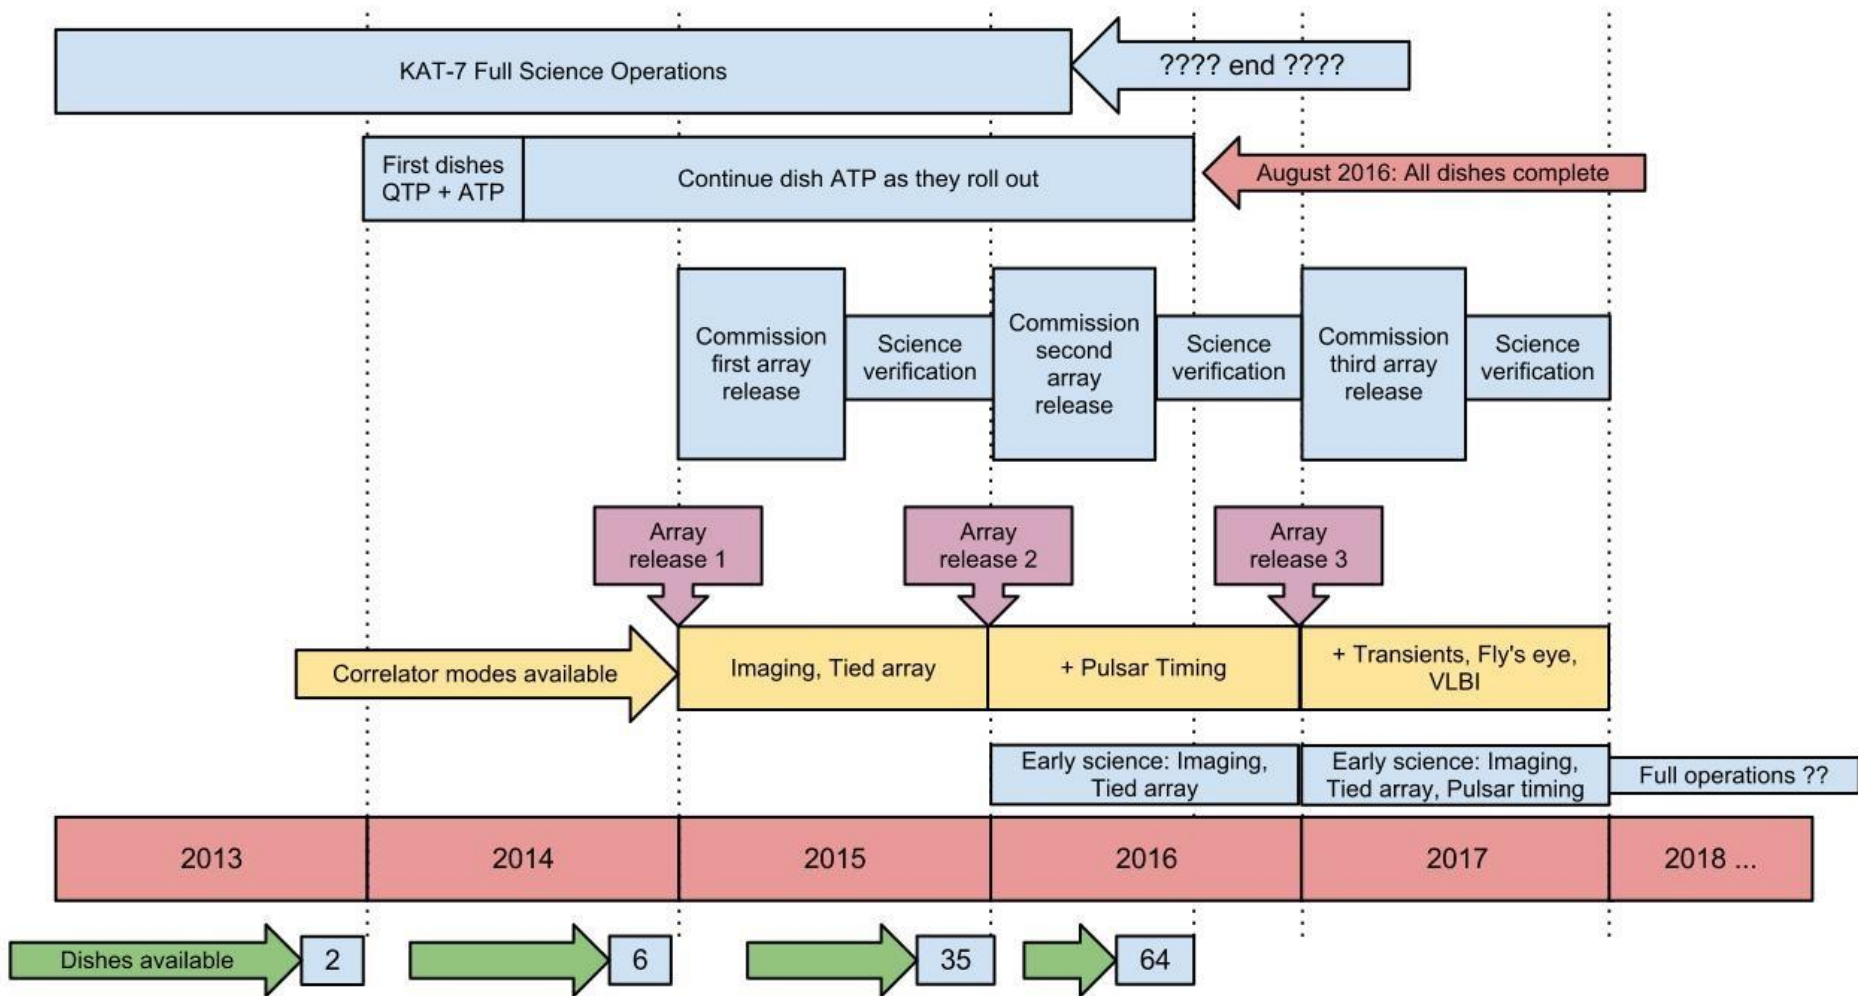 KAT-7 Full Science Operations
???? end ????
First dishes
QTP + ATP
Continue dish ATP as they roll out
August 2016: All dishes complete
Commission
first array
release
Science
verification
Commission
second
array
release
Science
verification
Commission
third array
release
Science
verification
Array
release 1
Array
release 2
Array
release 3
Correlator modes available
Imaging, Tied array
+ Pulsar Timing
+ Transients, Fly's eye,
VLBI
Early science: Imaging,
Tied array
Early science: Imaging,
Tied array, Pulsar timing
Full operations ??
2013
2014
2015
2016
2017
2018 ...
Dishes available
2
6
35
64